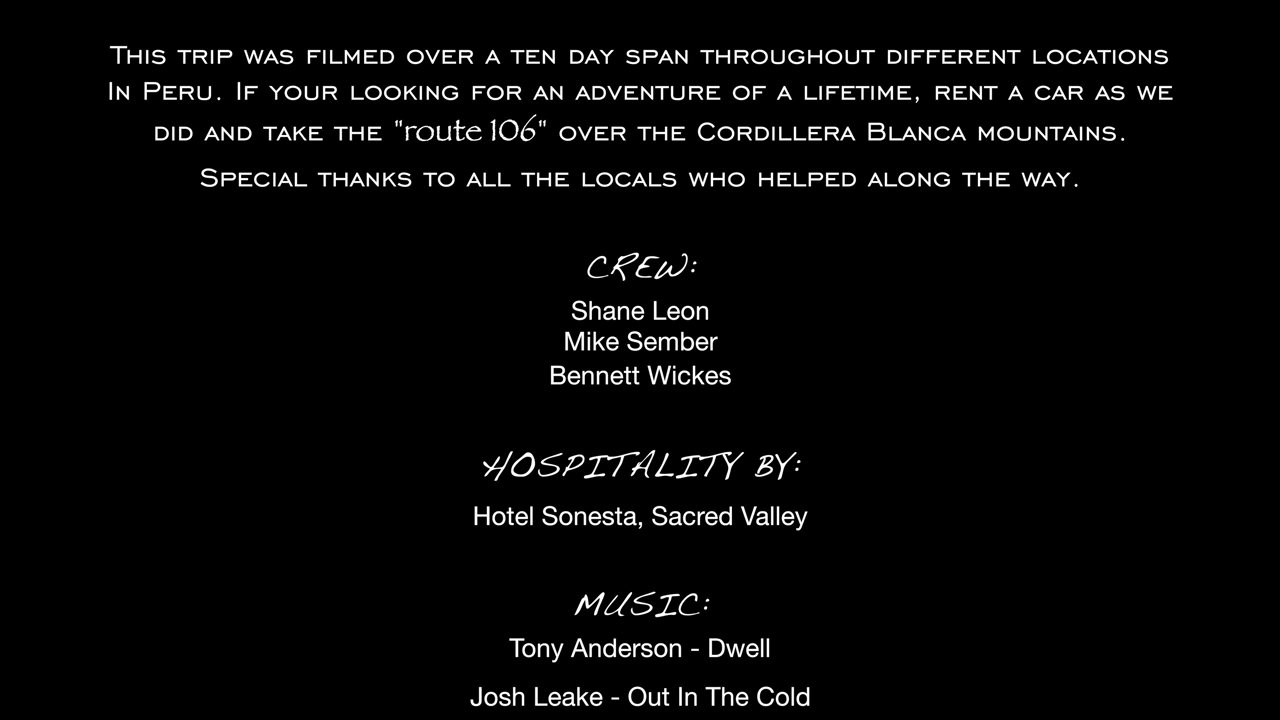 This trip was filmed over a ten day span throughout different locations
In Peru. If your looking for an adventure of a lifetime, rent a car as we
did and take the "route 106" over the Cordillera Blanca mountains.
Special thanks to all the locals who helped along the way.
CREW:
Shane Leon
Mike Sember
Bennett Wickes
HOSPITALITY BY:
Hotel Sonesta, Sacred Valley
MUSIC:
Tony Anderson - Dwell
Josh Leake - Out In The Cold